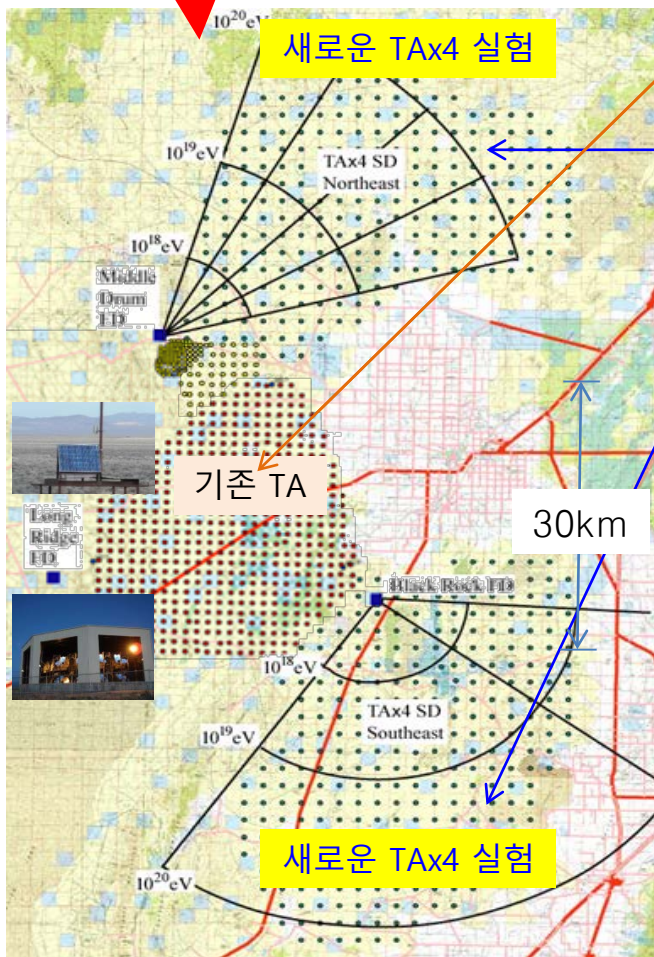 10²⁰eV
새로운 TAx4 실험
10¹⁹eV
TAx4 SD
Northeast
10¹⁸eV
Middle
Drum
FD
기존 TA
Long
Ridge
FD
30km
Black Rock FD
10¹⁸eV
TAx4 SD
Southeast
10¹⁹eV
새로운 TAx4 실험
10²⁰eV